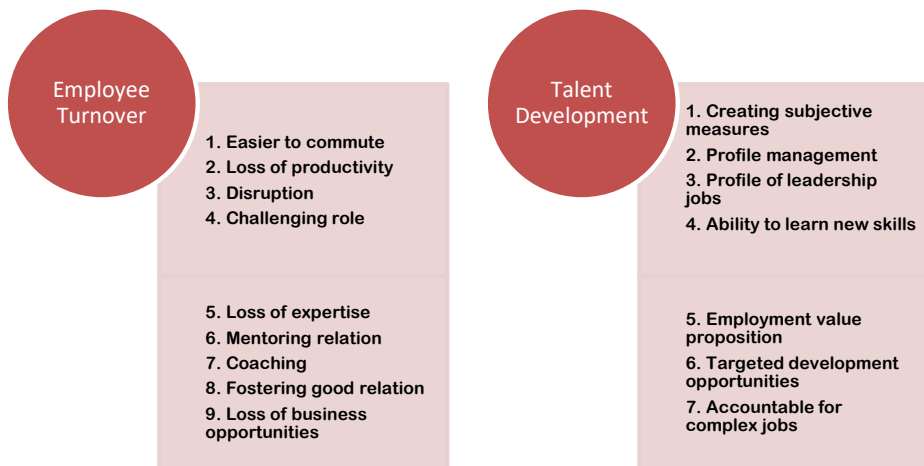 Employee
Turnover
1. Easier to commute
2. Loss of productivity
3. Disruption
4. Challenging role
5. Loss of expertise
6. Mentoring relation
7. Coaching
8. Fostering good relation
9. Loss of business
opportunities
Talent
Development
1. Creating subjective
measures
2. Profile management
3. Profile of leadership
jobs
4. Ability to learn new skills
5. Employment value
proposition
6. Targeted development
opportunities
7. Accountable for
complex jobs